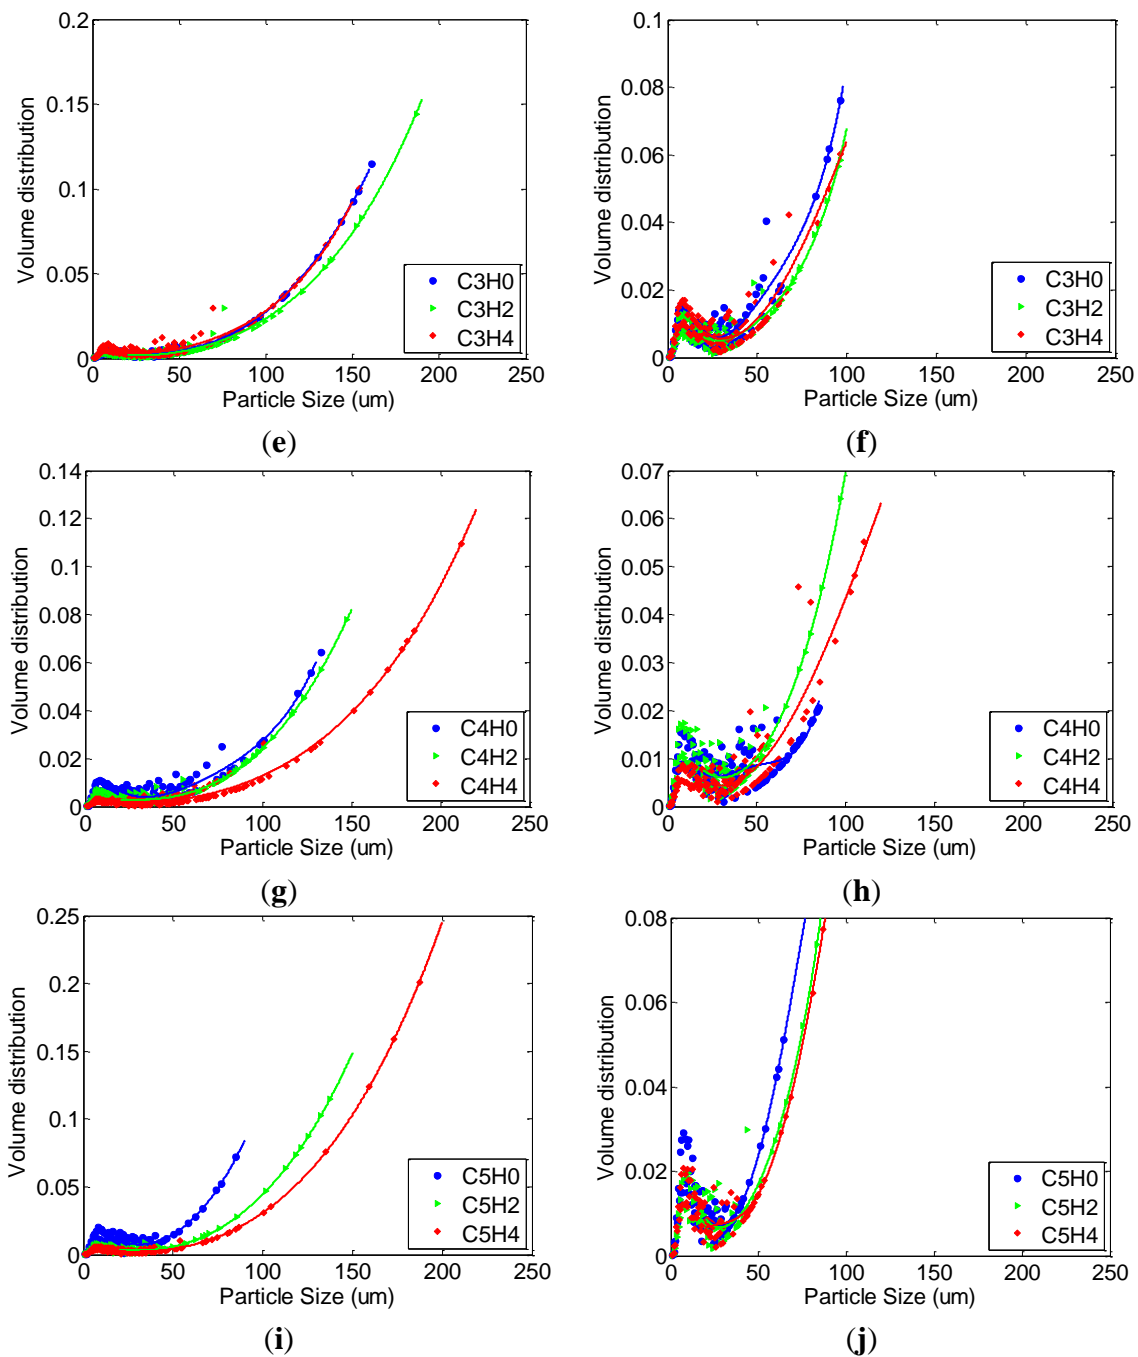 0.2
0.15
0.1
0.05
0
0 50 100 150 200 250
Volume distribution
Particle Size (um)
C3H0
C3H2
C3H4
(e)
0.1
0.08
0.06
0.04
0.02
0
0 50 100 150 200 250
Volume distribution
Particle Size (um)
C3H0
C3H2
C3H4
(f)
0.14
0.12
0.1
0.08
0.06
0.04
0.02
0
0 50 100 150 200 250
Volume distribution
Particle Size (um)
C4H0
C4H2
C4H4
(g)
0.07
0.06
0.05
0.04
0.03
0.02
0.01
0
0 50 100 150 200 250
Volume distribution
Particle Size (um)
C4H0
C4H2
C4H4
(h)
0.25
0.2
0.15
0.1
0.05
0
0 50 100 150 200 250
Volume distribution
Particle Size (um)
C5H0
C5H2
C5H4
(i)
0.08
0.06
0.04
0.02
0
0 50 100 150 200 250
Volume distribution
Particle Size (um)
C5H0
C5H2
C5H4
(j)